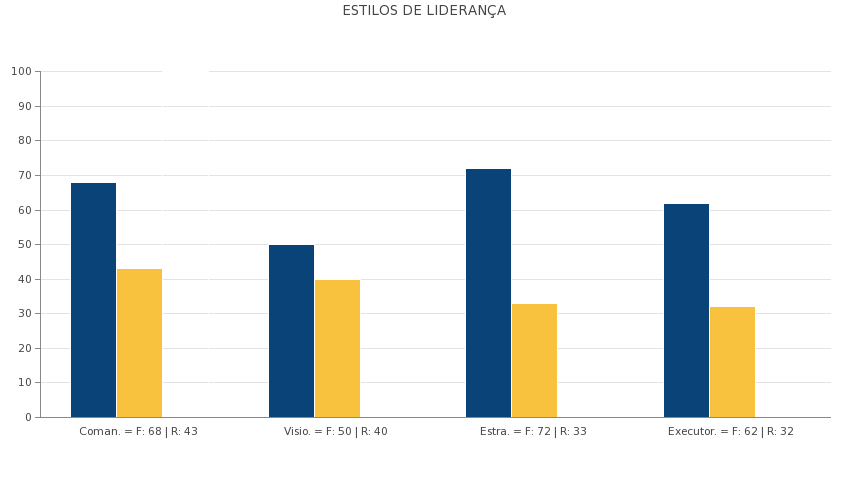 ESTILOS DE LIDERANÇA
100
90
80
70
60
50
40
30
20
10
0
Coman. = F: 68 | R: 43
Visio. = F: 50 | R: 40
Estra. = F: 72 | R: 33
Executor. = F: 62 | R: 32